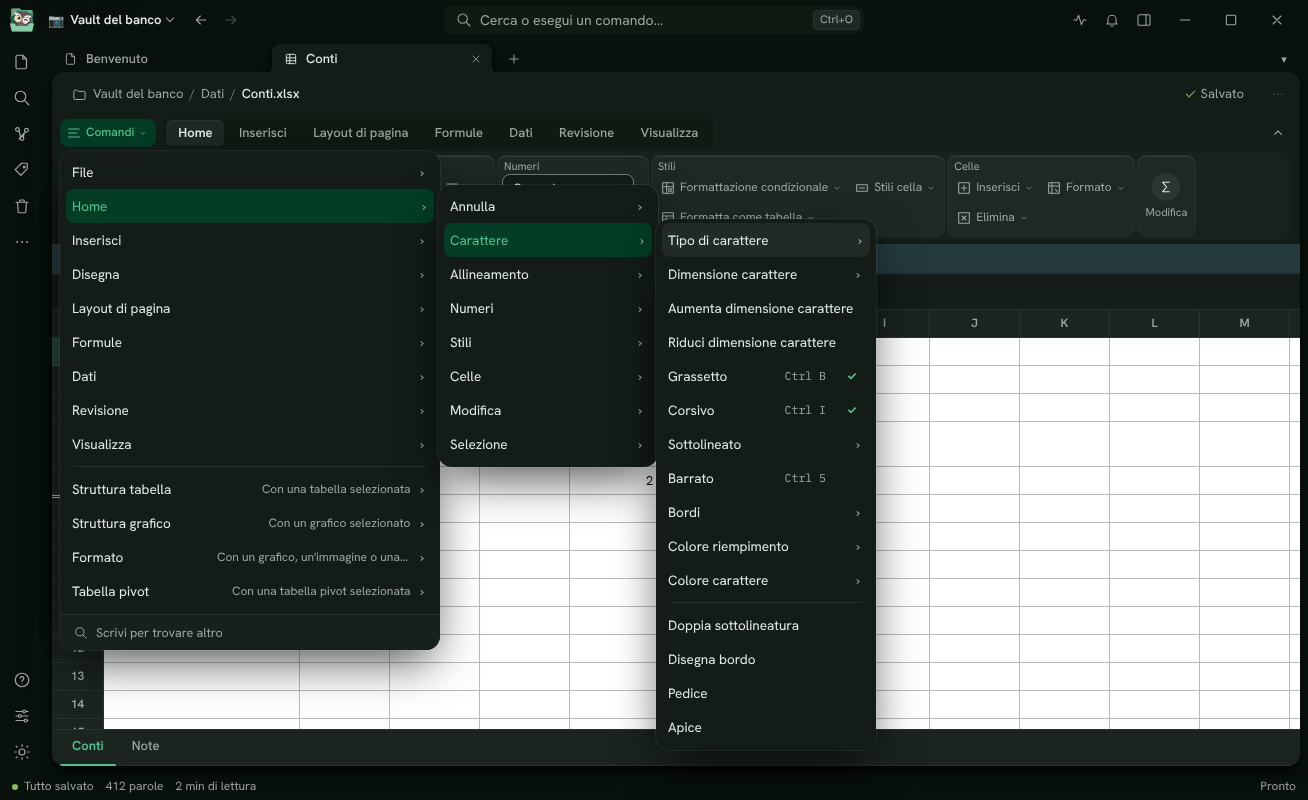 Vault del banco
Cerca o esegui un comando...
Ctrl+O
Benvenuto
Conti
Vault del banco / Dati / Conti.xlsx
Salvato
Comandi
Home
Inserisci
Layout di pagina
Formule
Dati
Revisione
Visualizza
Numeri
Stili
Formattazione condizionale
Stili cella
Formatta come tabella
Celle
Inserisci
Formato
Elimina
Σ
Modifica
File
Home
Inserisci
Disegna
Layout di pagina
Formule
Dati
Revisione
Visualizza
Struttura tabella Con una tabella selezionata
Struttura grafico Con un grafico selezionato
Formato Con un grafico, un'immagine o una...
Tabella pivot Con una tabella pivot selezionata
Scrivi per trovare altro
Annulla
Carattere
Allineamento
Numeri
Stili
Celle
Modifica
Selezione
Tipo di carattere
Dimensione carattere
Aumenta dimensione carattere
Riduci dimensione carattere
Grassetto Ctrl B
Corsivo Ctrl I
Sottolineato
Barrato Ctrl 5
Bordi
Colore riempimento
Colore carattere
Doppia sottolineatura
Disegna bordo
Pedice
Apice
I J K L M
2
13
14
Conti
Note
Tutto salvato 412 parole 2 min di lettura
Pronto